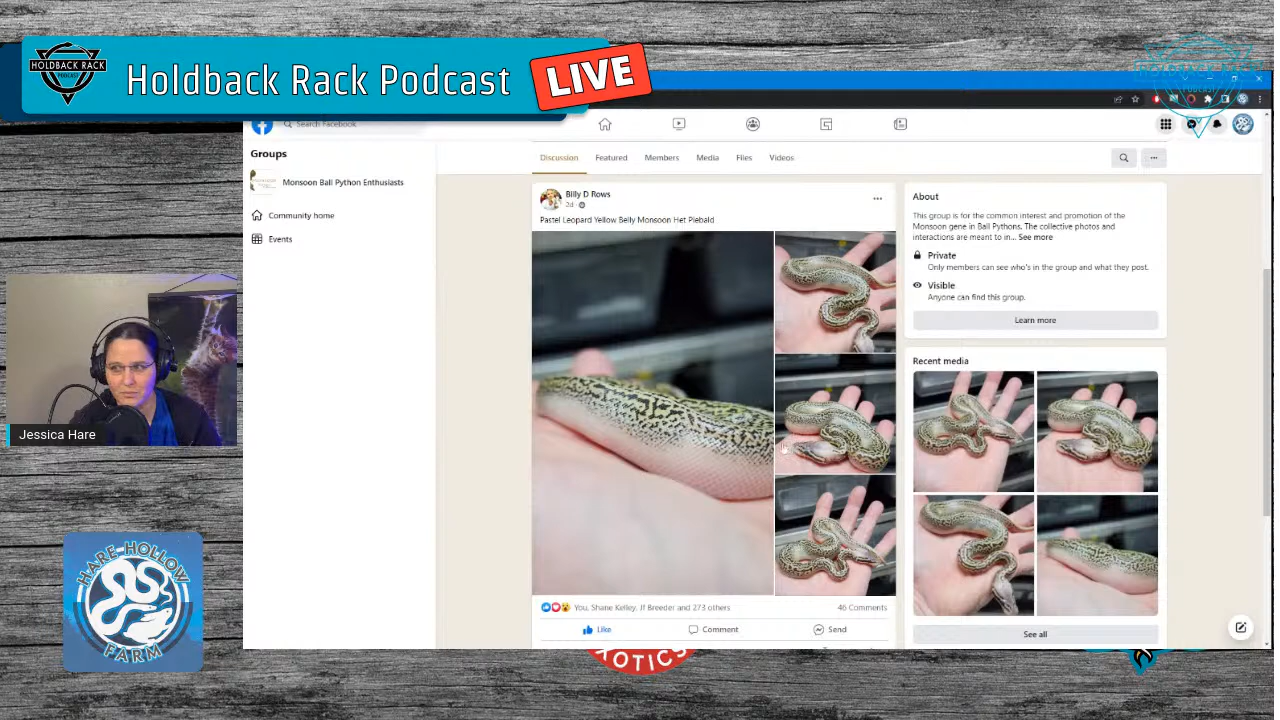 HOLDBACK RACK
PODCAST
Holdback Rack Podcast
LIVE
Search Facebook
Groups
Monsoon Ball Python Enthusiasts
Community home
Events
Discussion
Featured
Members
Media
Files
Videos
Billy D Rows
2d
Pastel Leopard Yellow Belly Monsoon Het Piebald
You, Shane Kelley, Jf Breeder and 273 others
46 Comments
Like
Comment
Send
About
This group is for the common interest and promotion of the
Monsoon gene in Ball Pythons. The collective photos and
interactions are meant to in... See more
Private
Only members can see who's in the group and what they post.
Visible
Anyone can find this group.
Learn more
Recent media
See all
Jessica Hare
HARE HOLLOW
FARM
XOTICS